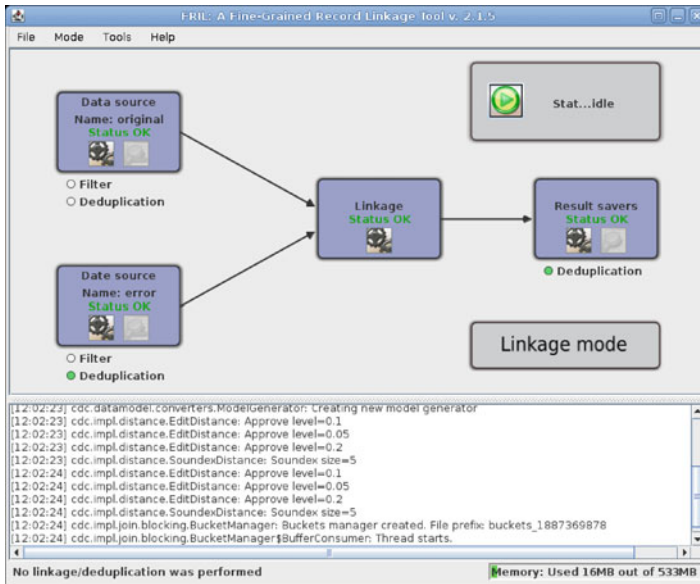 FRIL: A Fine-Grained Record Linkage Tool v. 2.1.5
File Mode Tools Help
Data source
Name: original
Status OK
Filter
Deduplication
Stat...idle
Linkage
Status OK
Result savers
Status OK
Deduplication
Date source
Name: error
Status OK
Filter
Deduplication
Linkage mode
[12:02:23] cdc.datamodel.converters.ModelGenerator: Creating new model generator
[12:02:23] cdc.impl.distance.EditDistance: Approve level=0.1
[12:02:23] cdc.impl.distance.EditDistance: Approve level=0.05
[12:02:23] cdc.impl.distance.EditDistance: Approve level=0.2
[12:02:23] cdc.impl.distance.SoundexDistance: Soundex size=5
[12:02:24] cdc.impl.distance.EditDistance: Approve level=0.1
[12:02:24] cdc.impl.distance.EditDistance: Approve level=0.05
[12:02:24] cdc.impl.distance.EditDistance: Approve level=0.2
[12:02:24] cdc.impl.distance.SoundexDistance: Soundex size=5
[12:02:24] cdc.impl.join.blocking.BucketManager: Buckets manager created. File prefix: buckets_1887369878
[12:02:24] cdc.impl.join.blocking.BucketManager$BufferConsumer: Thread starts.
No linkage/deduplication was performed
Memory: Used 16MB out of 533MB